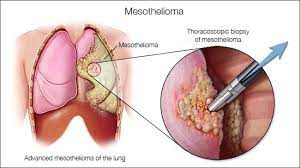 Mesothelioma
Mesothelioma
Thoracoscopic biopsy
of mesothelioma
Advanced mesothelioma of the lung